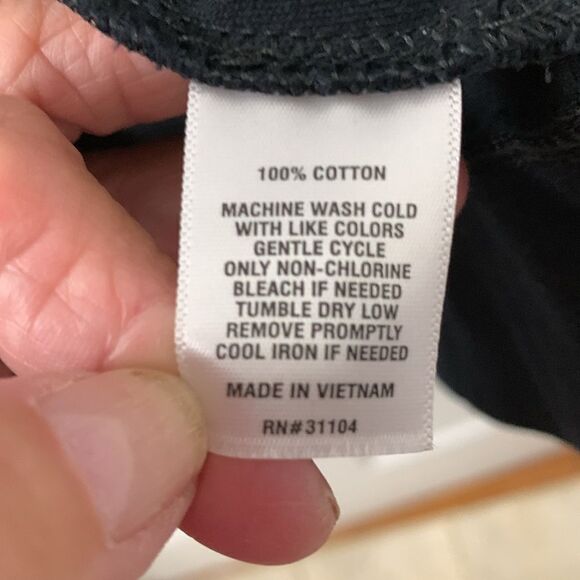 100% COTTON
MACHINE WASH COLD
WITH LIKE COLORS
GENTLE CYCLE
ONLY NON-CHLORINE
BLEACH IF NEEDED
TUMBLE DRY LOW
REMOVE PROMPTLY
COOL IRON IF NEEDED
MADE IN VIETNAM
RN#31104